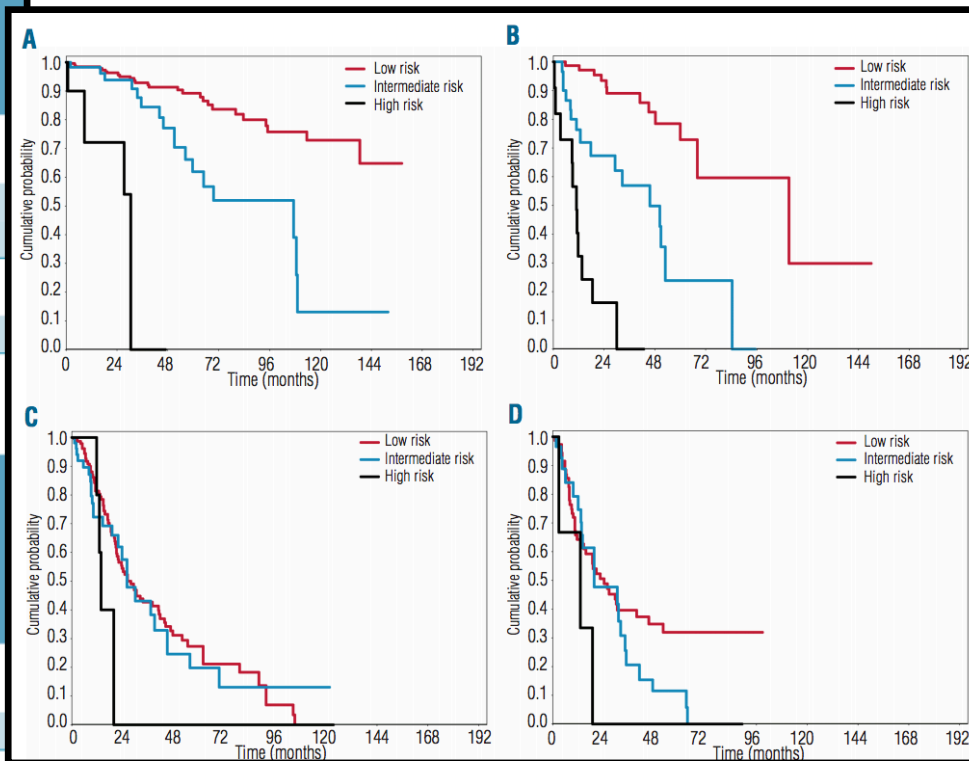 A
Low risk
Intermediate risk
High risk
Cumulative probability
1.0
0.9
0.8
0.7
0.6
0.5
0.4
0.3
0.2
0.1
0.0
0 24 48 72 96 120 144 168 192
Time (months)
B
Low risk
Intermediate risk
High risk
Cumulative probability
1.0
0.9
0.8
0.7
0.6
0.5
0.4
0.3
0.2
0.1
0.0
0 24 48 72 96 120 144 168 192
Time (months)
C
Low risk
Intermediate risk
High risk
Cumulative probability
1.0
0.9
0.8
0.7
0.6
0.5
0.4
0.3
0.2
0.1
0.0
0 24 48 72 96 120 144 168 192
Time (months)
D
Low risk
Intermediate risk
High risk
Cumulative probability
1.0
0.9
0.8
0.7
0.6
0.5
0.4
0.3
0.2
0.1
0.0
0 24 48 72 96 120 144 168 192
Time (months)